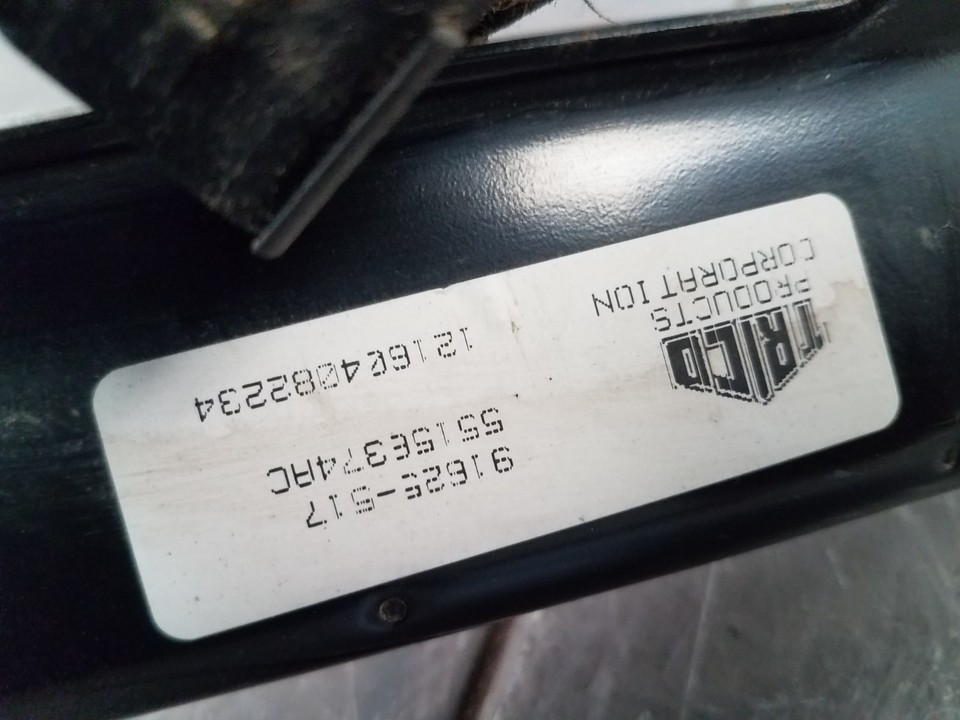 TRICO
PRODUCTS
CORPORATION
91625-517
55156374AC
121604082234